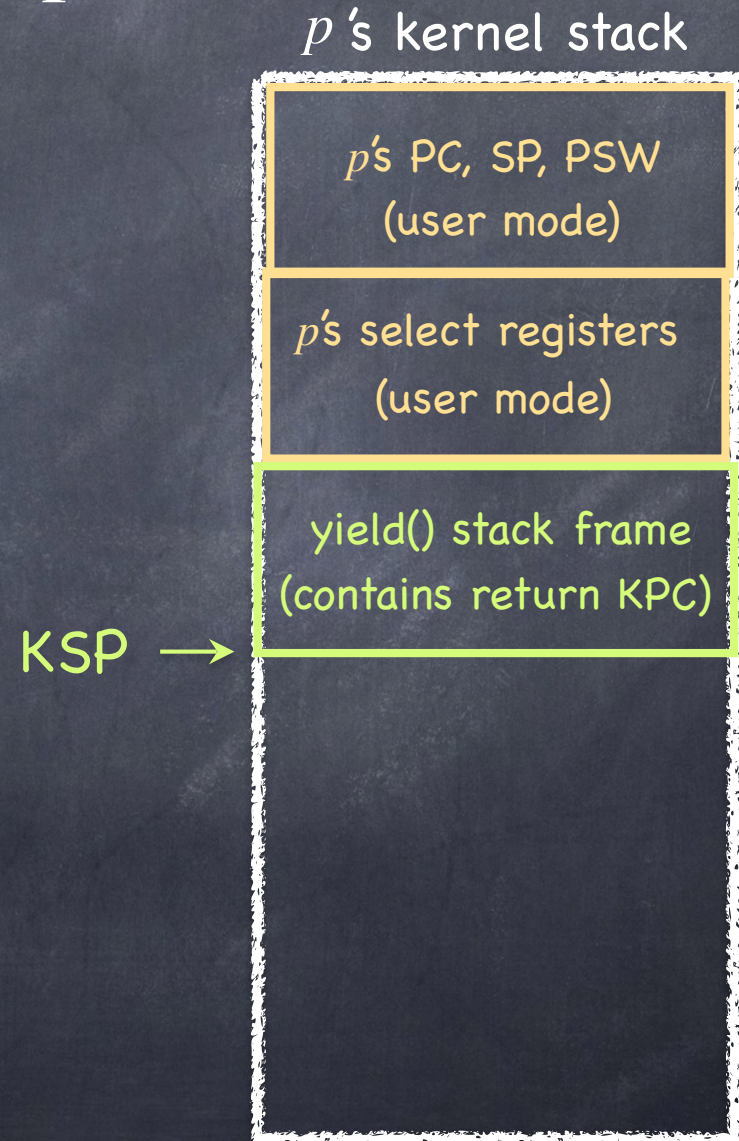 p's kernel stack
p's PC, SP, PSW
(user mode)
p's select registers
(user mode)
yield() stack frame
(contains return KPC)
KSP →